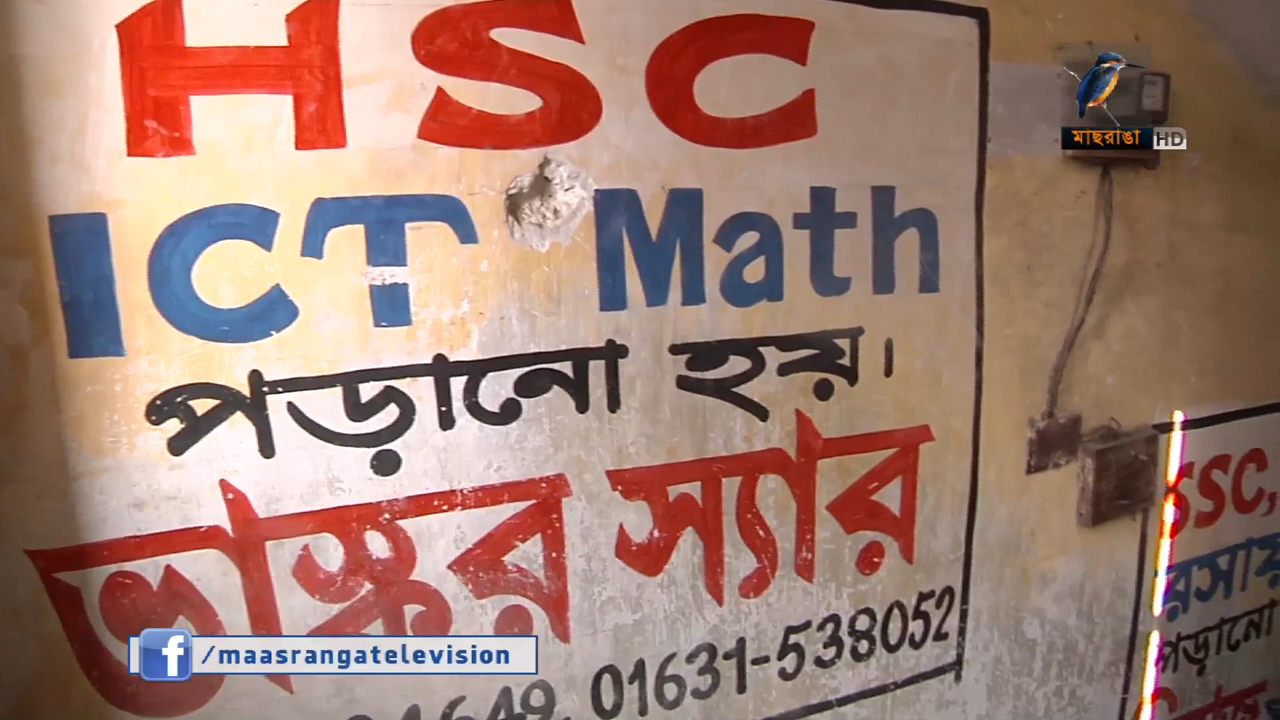 HSC
ICT Math
পড়ানো হয়।
ভাস্কর স্যার
01631-538052
মাছরাঙা HD
SSC,
পড়ানো
/maasrangatelevision